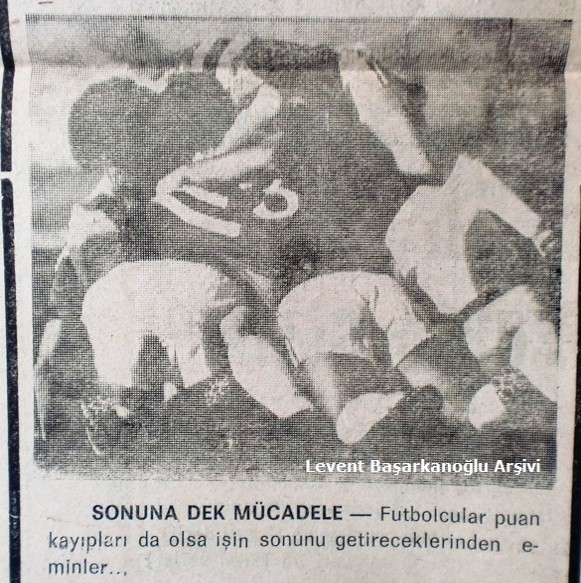 Levent Başarkanoğlu Arşivi
SONUNA DEK MÜCADELE — Futbolcular puan
kayıpları da olsa işin sonunu getireceklerinden e-
minler...